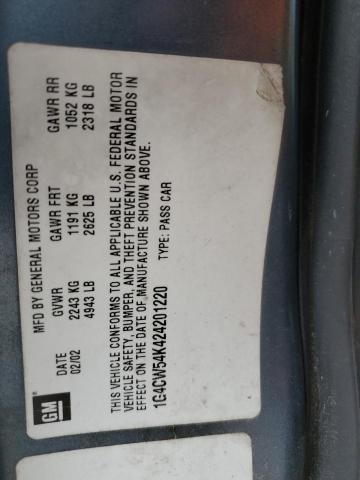 MFD BY GENERAL MOTORS CORP
DATE GVWR GAWR FRT GAWR RR
02/02 2243 KG 1191 KG 1052 KG
4943 LB 2625 LB 2318 LB
THIS VEHICLE CONFORMS TO ALL APPLICABLE U.S. FEDERAL MOTOR
VEHICLE SAFETY, BUMPER, AND THEFT PREVENTION STANDARDS IN
EFFECT ON THE DATE OF MANUFACTURE SHOWN ABOVE.
1G4CW54K424201220 TYPE: PASS CAR
GM